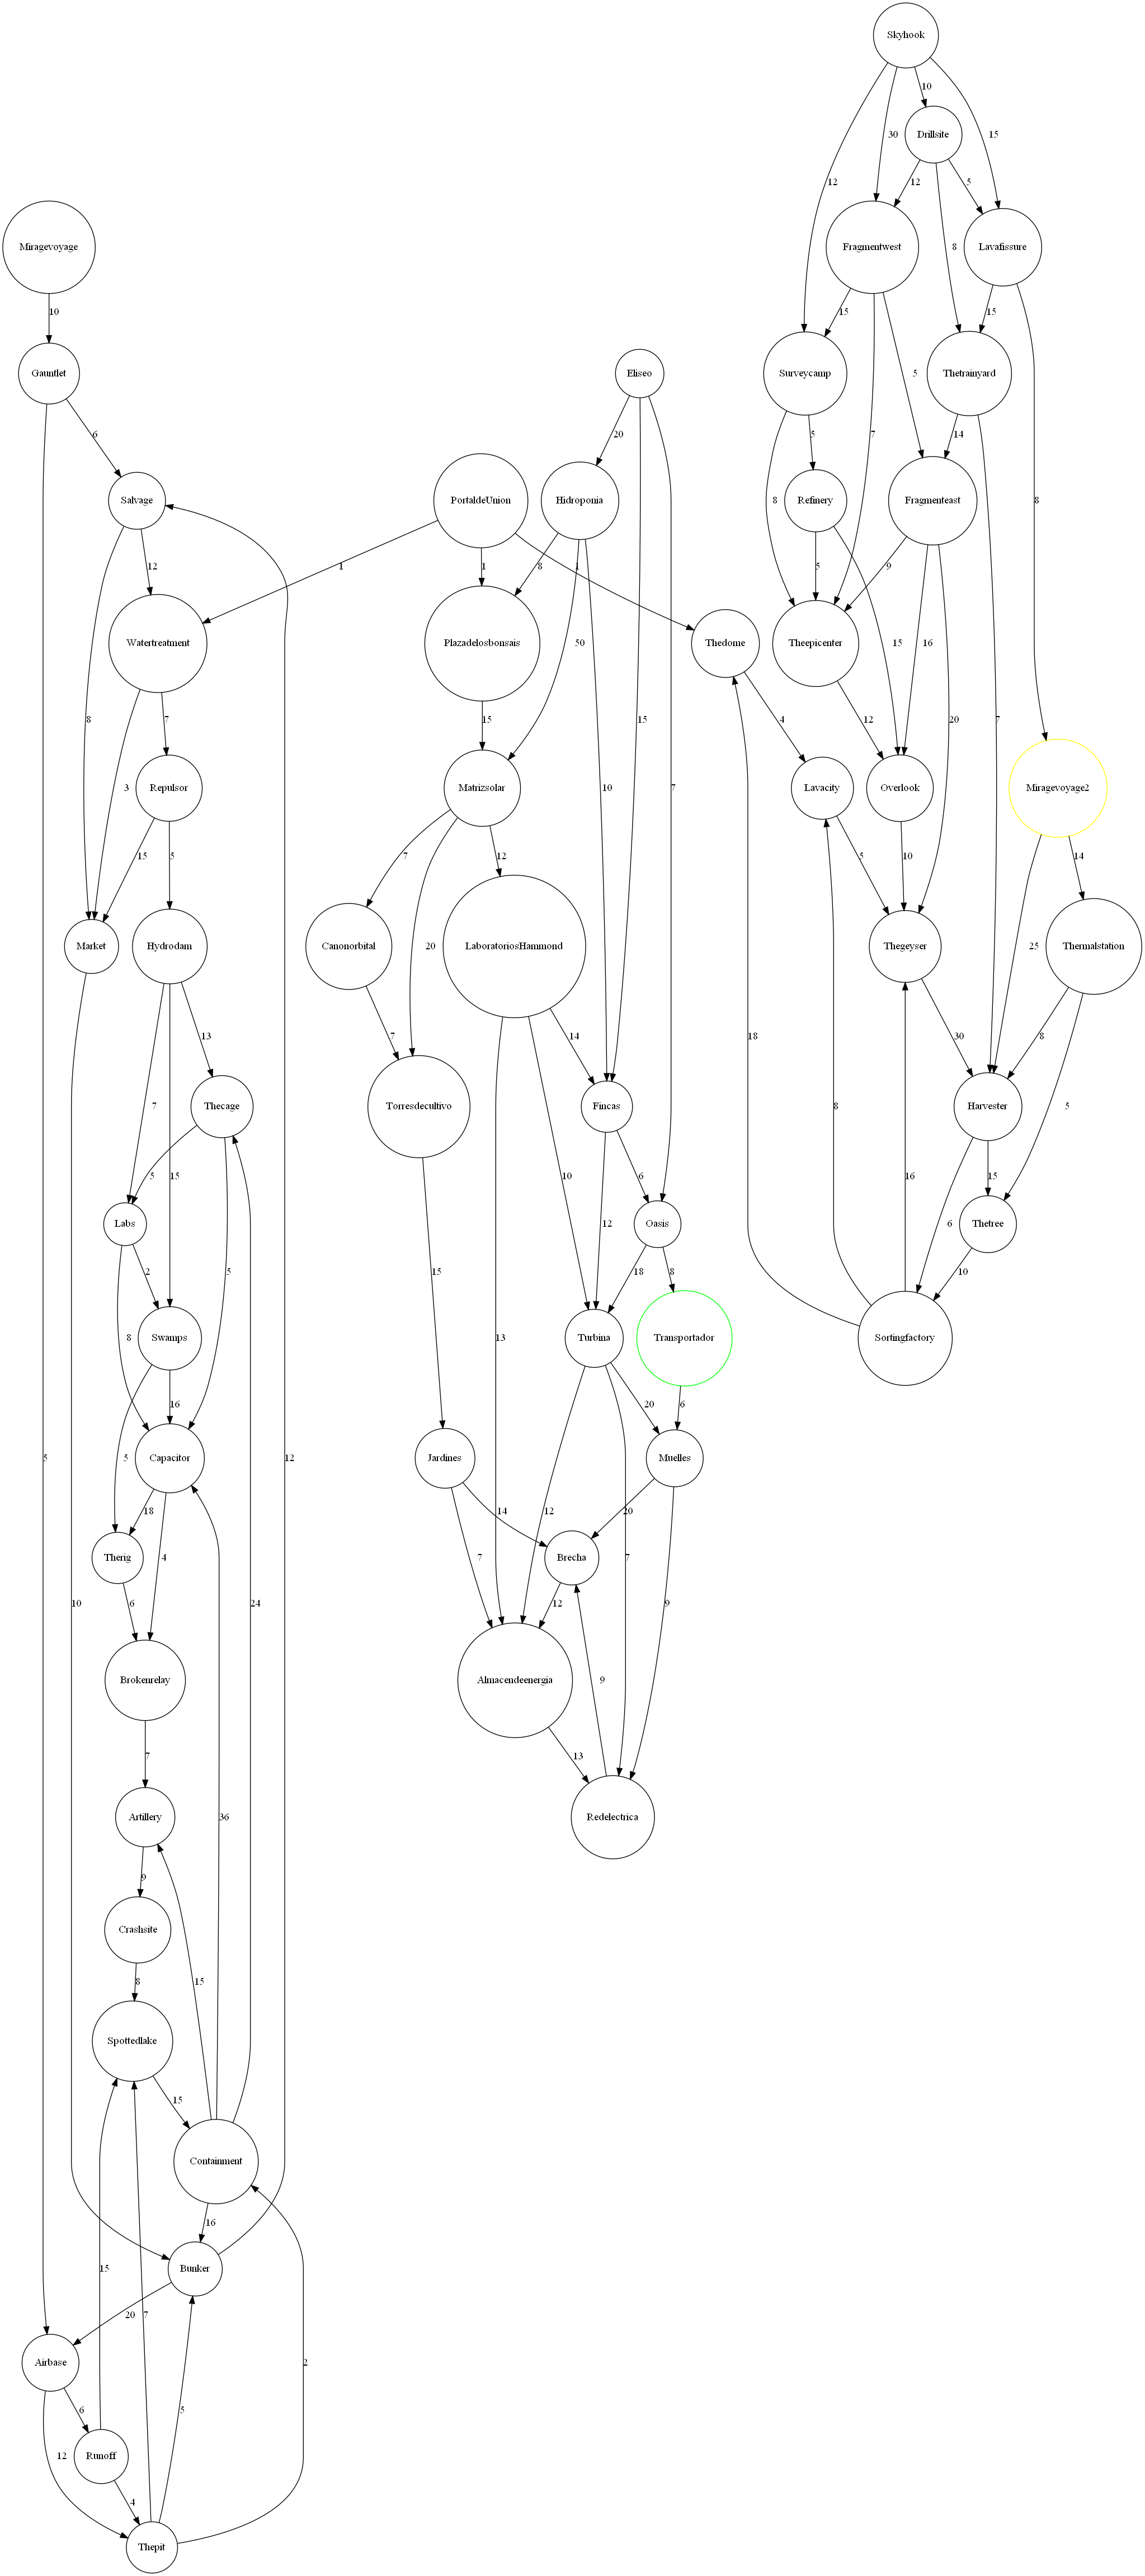 Skyhook
10
Drillsite
12
30
15
12
5
Miragevoyage
Fragmentwest
8
Lavafissure
10
15
15
Gauntlet
Eliseo
Surveycamp
5
Thetrainyard
6
20
5
7
14
Salvage
PortaldeUnion
Hidroponia
8
Refinery
Fragmenteast
8
12
1
1
8
1
5
9
Watertreatment
Plazadelosbonsais
50
Thedome
Theepicenter
15
16
8
7
15
15
4
12
20
7
3
Repulsor
Matrizsolar
10
7
Lavacity
Overlook
Miragevoyage2
15
5
7
12
5
10
14
Market
Hydrodam
Canonorbital
20
LaboratoriosHammond
Thegeyser
25
Thermalstation
13
7
14
18
30
8
7
Thecage
Torresdecultivo
Fincas
8
Harvester
5
5
15
10
6
16
15
Labs
12
Oasis
6
Thetree
2
5
15
18
8
10
8
Swamps
13
Turbina
Transportador
Sortingfactory
16
20
6
5
5
Capacitor
12
Jardines
Muelles
18
12
14
20
Therig
4
7
Brecha
7
10
6
24
12
9
Brokenrelay
Almacendeenergia
9
7
13
Artillery
36
Redelectrica
9
Crashsite
15
8
Spottedlake
15
Containment
16
Bunker
15
7
20
Airbase
2
6
5
12
Runoff
4
Thepit